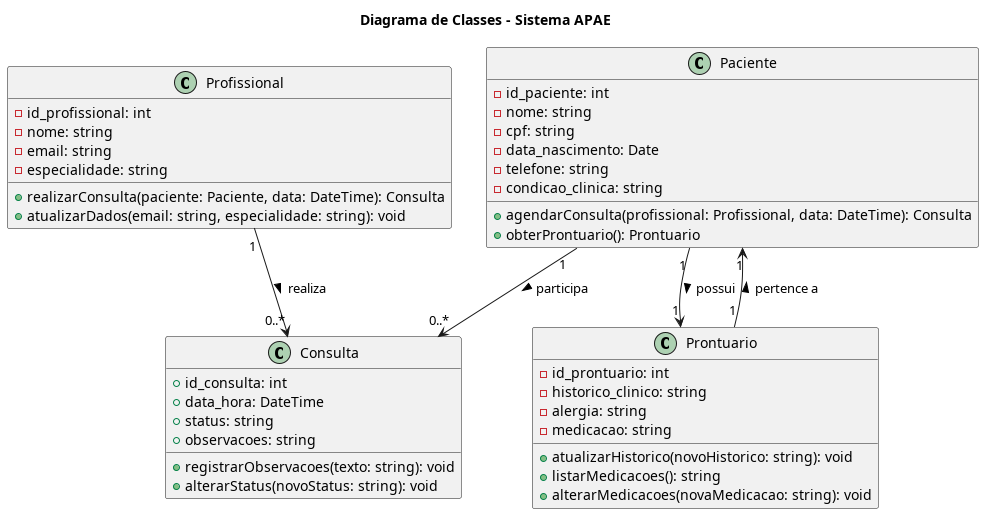 Diagrama de Classes - Sistema APAE
C Profissional
id_profissional: int
nome: string
email: string
especialidade: string
realizarConsulta(paciente: Paciente, data: DateTime): Consulta
atualizarDados(email: string, especialidade: string): void
C Paciente
id_paciente: int
nome: string
cpf: string
data_nascimento: Date
telefone: string
condicao_clinica: string
agendarConsulta(profissional: Profissional, data: DateTime): Consulta
obterProntuario(): Prontuario
1
realiza
0..*
1
participa
0..*
1
possui
1
1
pertence a
1
C Consulta
id_consulta: int
data_hora: DateTime
status: string
observacoes: string
registrarObservacoes(texto: string): void
alterarStatus(novoStatus: string): void
C Prontuario
id_prontuario: int
historico_clinico: string
alergia: string
medicacao: string
atualizarHistorico(novoHistorico: string): void
listarMedicacoes(): string
alterarMedicacoes(novaMedicacao: string): void